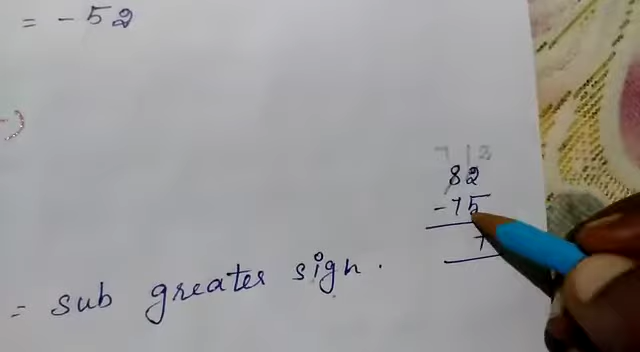 = - 52
7 12
82
- 75
7
= sub greater sign.